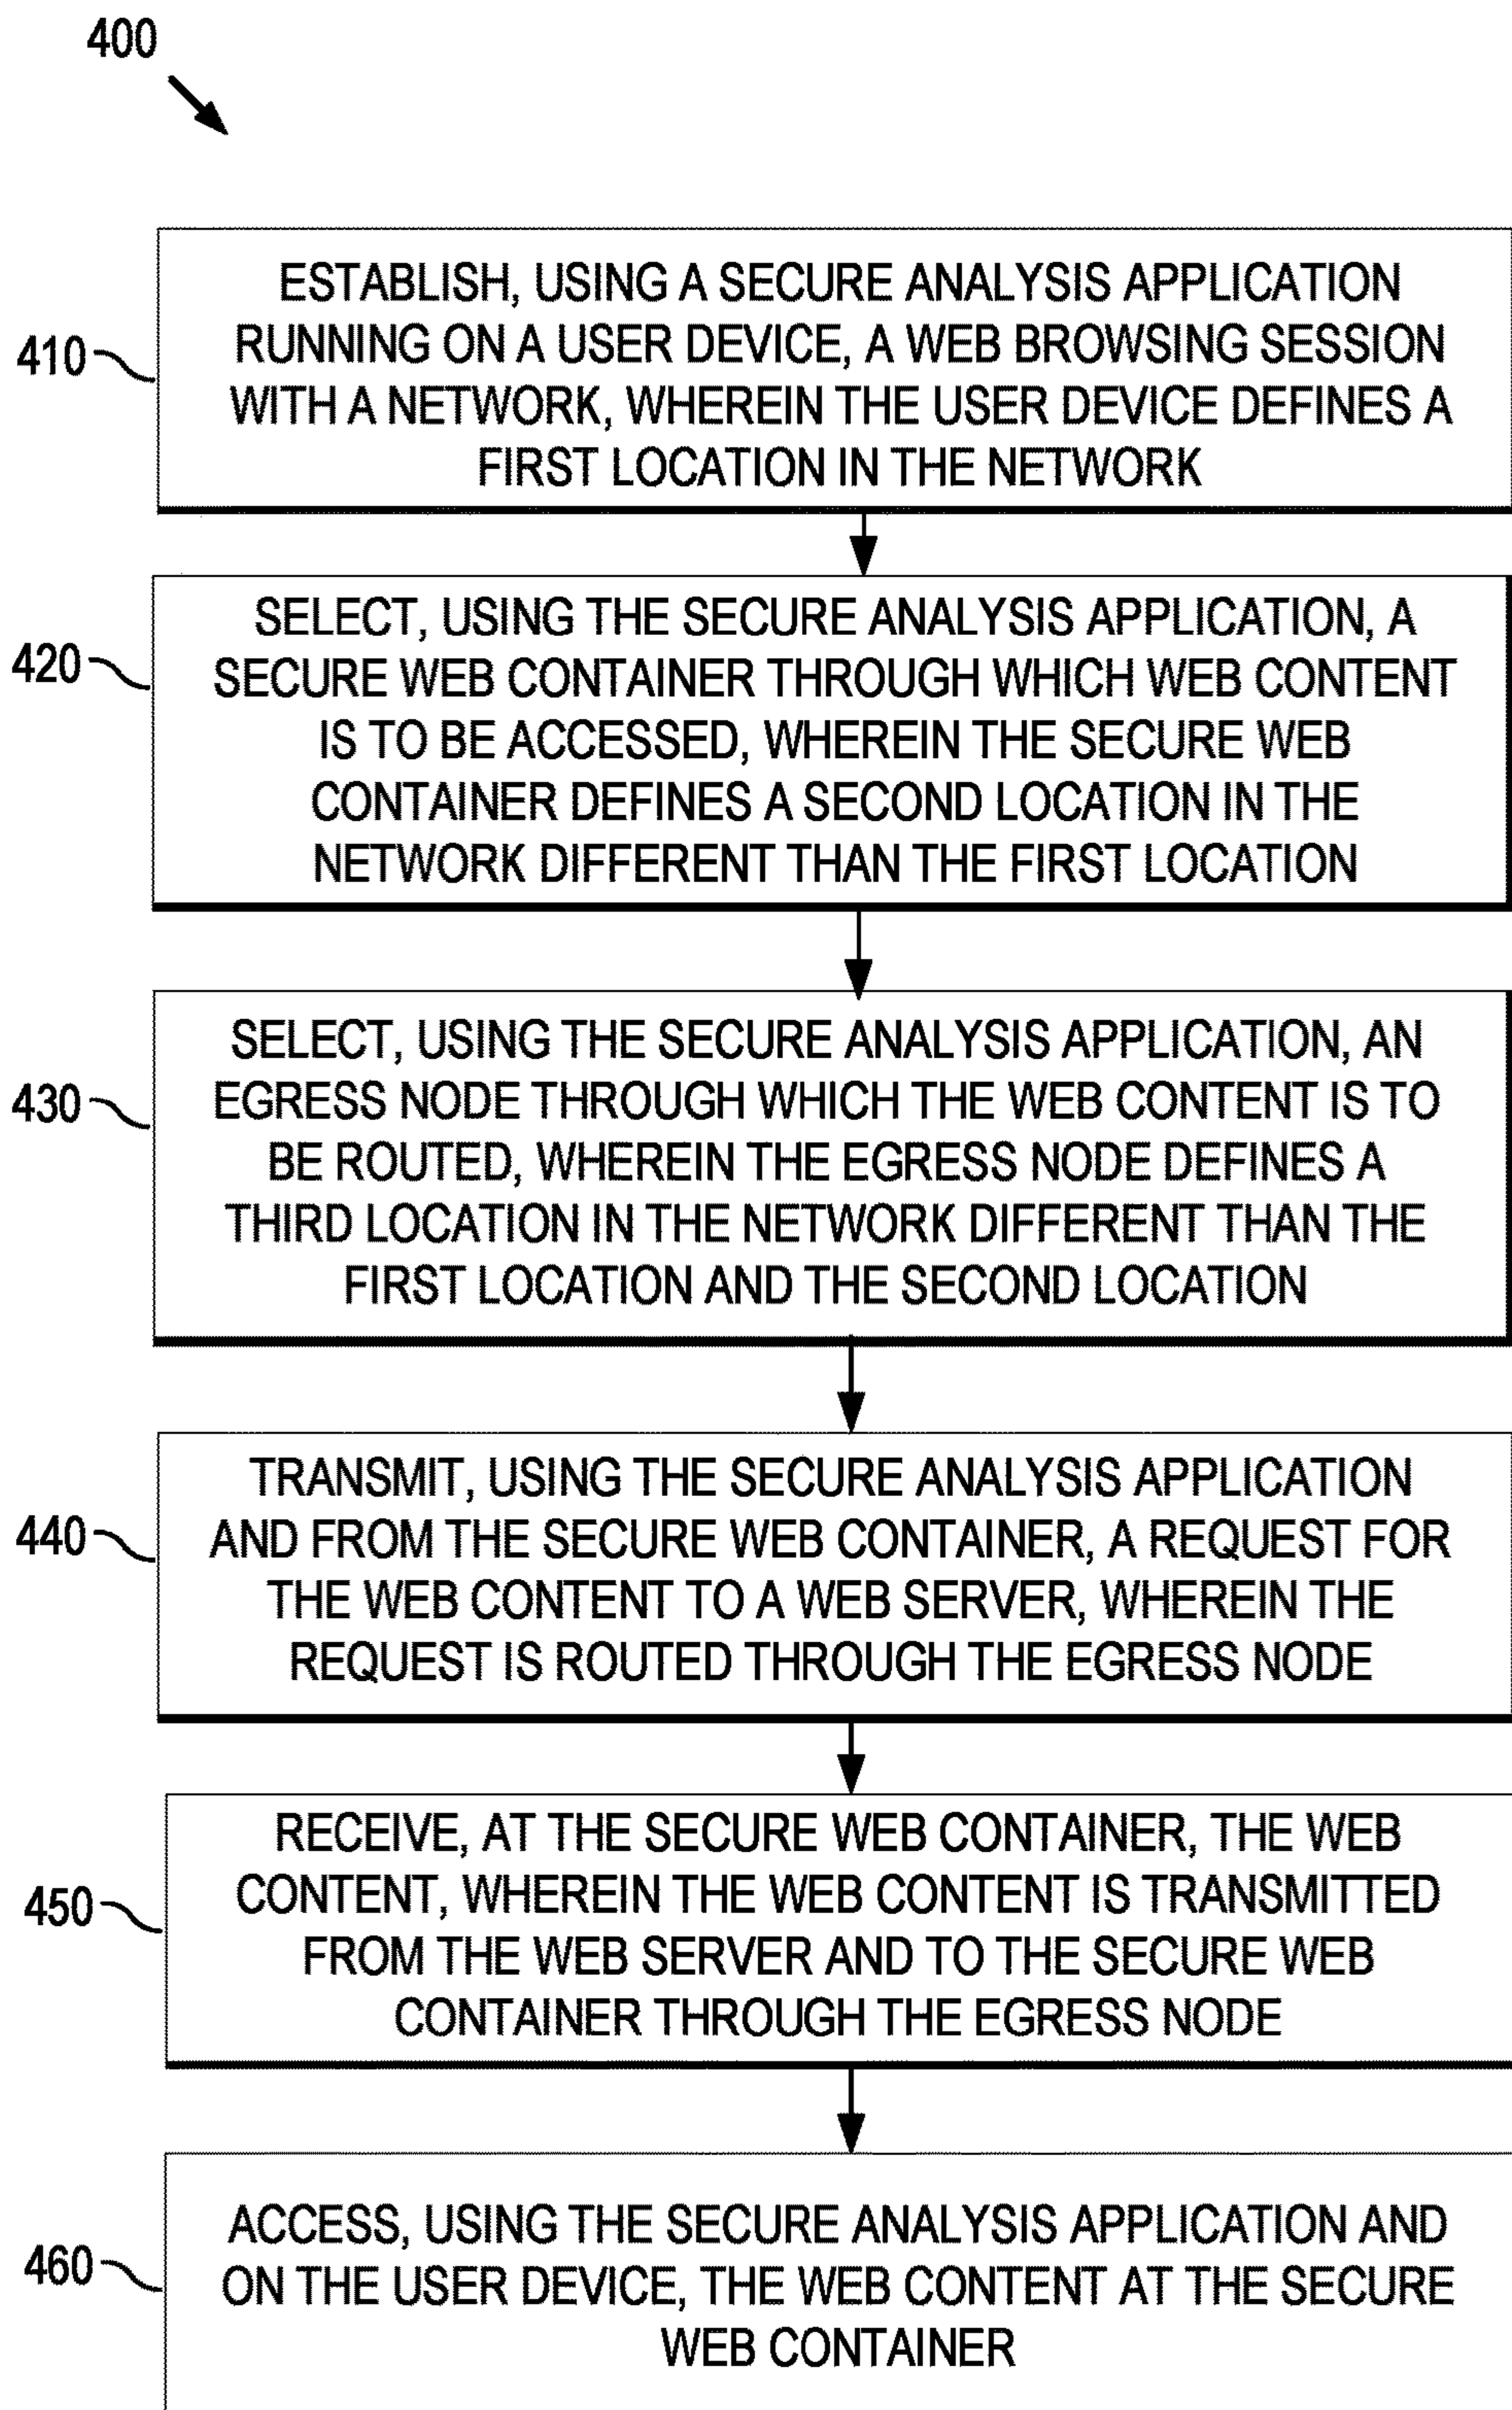 400
ESTABLISH, USING A SECURE ANALYSIS APPLICATION
RUNNING ON A USER DEVICE, A WEB BROWSING SESSION
WITH A NETWORK, WHEREIN THE USER DEVICE DEFINES A
FIRST LOCATION IN THE NETWORK
410
SELECT, USING THE SECURE ANALYSIS APPLICATION, A
SECURE WEB CONTAINER THROUGH WHICH WEB CONTENT
IS TO BE ACCESSED, WHEREIN THE SECURE WEB
CONTAINER DEFINES A SECOND LOCATION IN THE
NETWORK DIFFERENT THAN THE FIRST LOCATION
420
SELECT, USING THE SECURE ANALYSIS APPLICATION, AN
EGRESS NODE THROUGH WHICH THE WEB CONTENT IS TO
BE ROUTED, WHEREIN THE EGRESS NODE DEFINES A
THIRD LOCATION IN THE NETWORK DIFFERENT THAN THE
FIRST LOCATION AND THE SECOND LOCATION
430
TRANSMIT, USING THE SECURE ANALYSIS APPLICATION
AND FROM THE SECURE WEB CONTAINER, A REQUEST FOR
THE WEB CONTENT TO A WEB SERVER, WHEREIN THE
REQUEST IS ROUTED THROUGH THE EGRESS NODE
440
RECEIVE, AT THE SECURE WEB CONTAINER, THE WEB
CONTENT, WHEREIN THE WEB CONTENT IS TRANSMITTED
FROM THE WEB SERVER AND TO THE SECURE WEB
CONTAINER THROUGH THE EGRESS NODE
450
ACCESS, USING THE SECURE ANALYSIS APPLICATION AND
ON THE USER DEVICE, THE WEB CONTENT AT THE SECURE
WEB CONTAINER
460